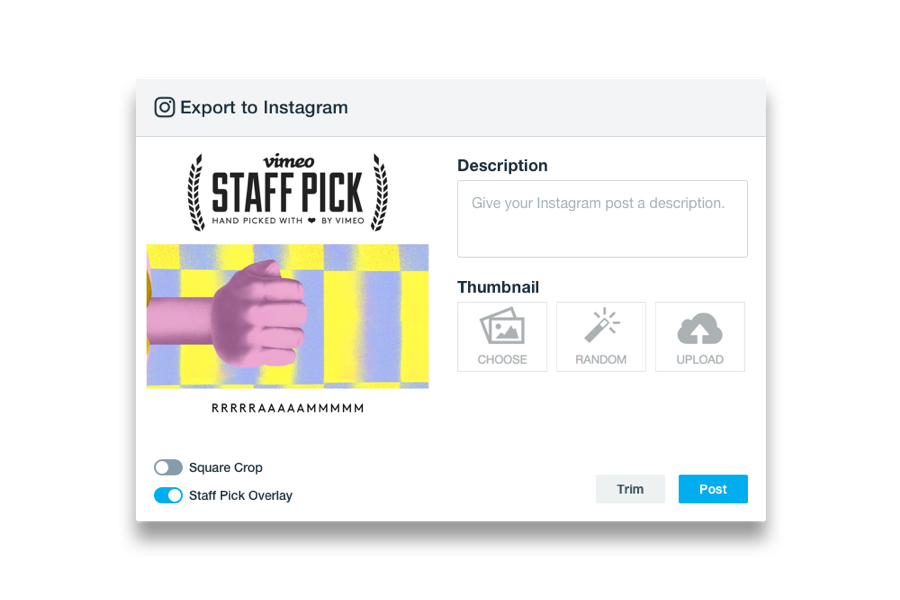 Export to Instagram
vimeo
STAFF PICK
HAND PICKED WITH ❤ BY VIMEO
RRRRRAAAAAMMMMM
Square Crop
Staff Pick Overlay
Description
Give your Instagram post a description.
Thumbnail
CHOOSE RANDOM UPLOAD
Trim Post